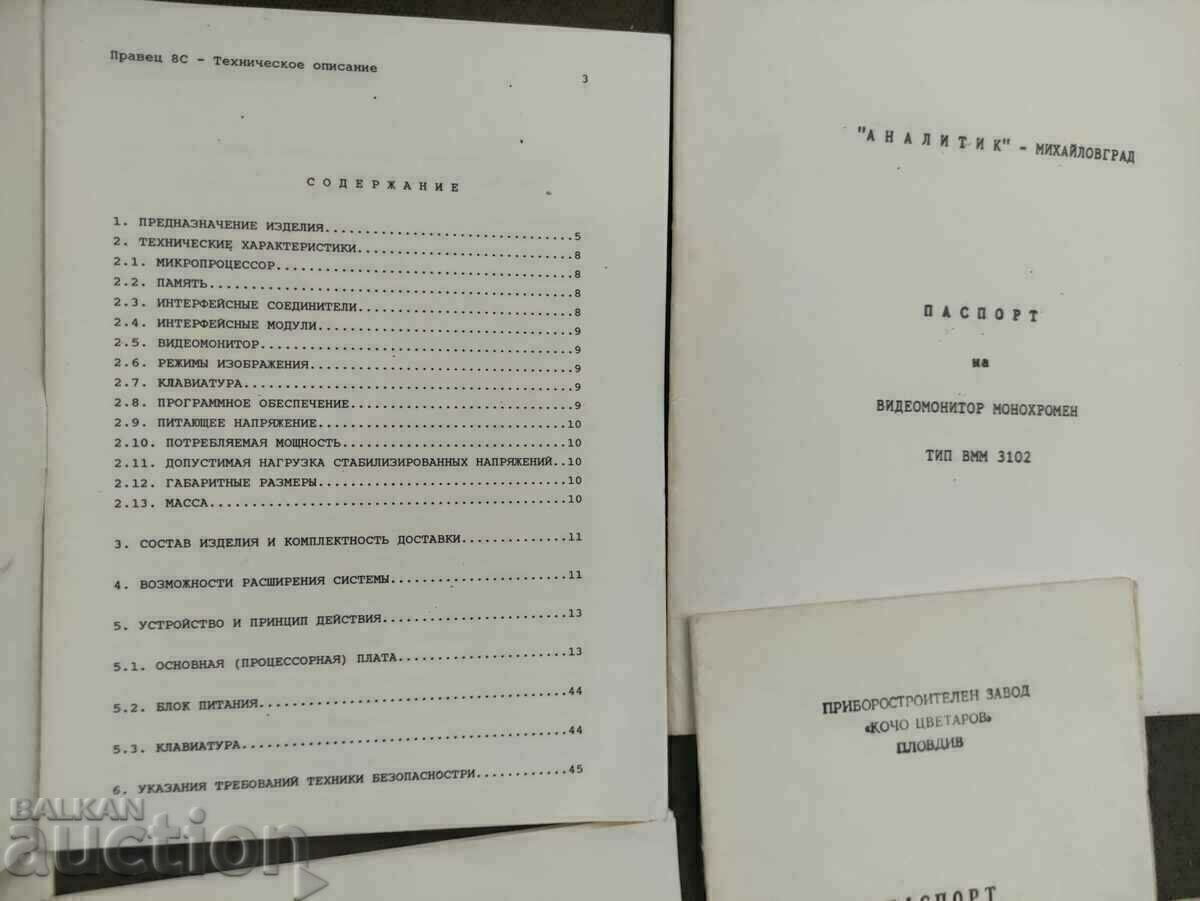 Правец 8С - Техническое описание
3
СОДЕРЖАНИЕ
1. ПРЕДНАЗНАЧЕНИЕ ИЗДЕЛИЯ..............................5
2. ТЕХНИЧЕСКИЕ ХАРАКТЕРИСТИКИ..........................8
2.1. МИКРОПРОЦЕССОР....................................8
2.2. ПАМЯТЬ............................................8
2.3. ИНТЕРФЕЙСНЫЕ СОЕДИНИТЕЛИ..........................8
2.4. ИНТЕРФЕЙСНЫЕ МОДУЛИ...............................9
2.5. ВИДЕОМОНИТОР......................................9
2.6. РЕЖИМЫ ИЗОБРАЖЕНИЯ................................9
2.7. КЛАВИАТУРА........................................9
2.8. ПРОГРАММНОЕ ОБЕСПЕЧЕНИЕ...........................9
2.9. ПИТАЮЩЕЕ НАПРЯЖЕНИЕ..............................10
2.10. ПОТРЕБЛЯЕМАЯ МОЩНОСТЬ...........................10
2.11. ДОПУСТИМАЯ НАГРУЗКА СТАБИЛИЗИРОВАННЫХ НАПРЯЖЕНИЙ..10
2.12. ГАБАРИТНЫЕ РАЗМЕРЫ..............................10
2.13. МАССА...........................................10
3. СОСТАВ ИЗДЕЛИЯ И КОМПЛЕКТНОСТЬ ДОСТАВКИ.............11
4. ВОЗМОЖНОСТИ РАСШИРЕНИЯ СИСТЕМЫ......................11
5. УСТРОЙСТВО И ПРИНЦИП ДЕЙСТВИЯ.......................13
5.1. ОСНОВНАЯ (ПРОЦЕССОРНАЯ) ПЛАТА.....................13
5.2. БЛОК ПИТАНИЯ......................................44
5.3. КЛАВИАТУРА........................................44
6. УКАЗАНИЯ ТРЕБОВАНИЙ ТЕХНИКИ БЕЗОПАСНОСТРИ...........45
"АНАЛИТИК" - МИХАЙЛОВГРАД
ПАСПОРТ
на
ВИДЕОМОНИТОР МОНОХРОМЕН
ТИП ВММ 3102
ПРИБОРОСТРОИТЕЛЕН ЗАВОД
«КОЧО ЦВЕТАРОВ»
ПЛОВДИВ
ПАСПОРТ
BALKAN
auction